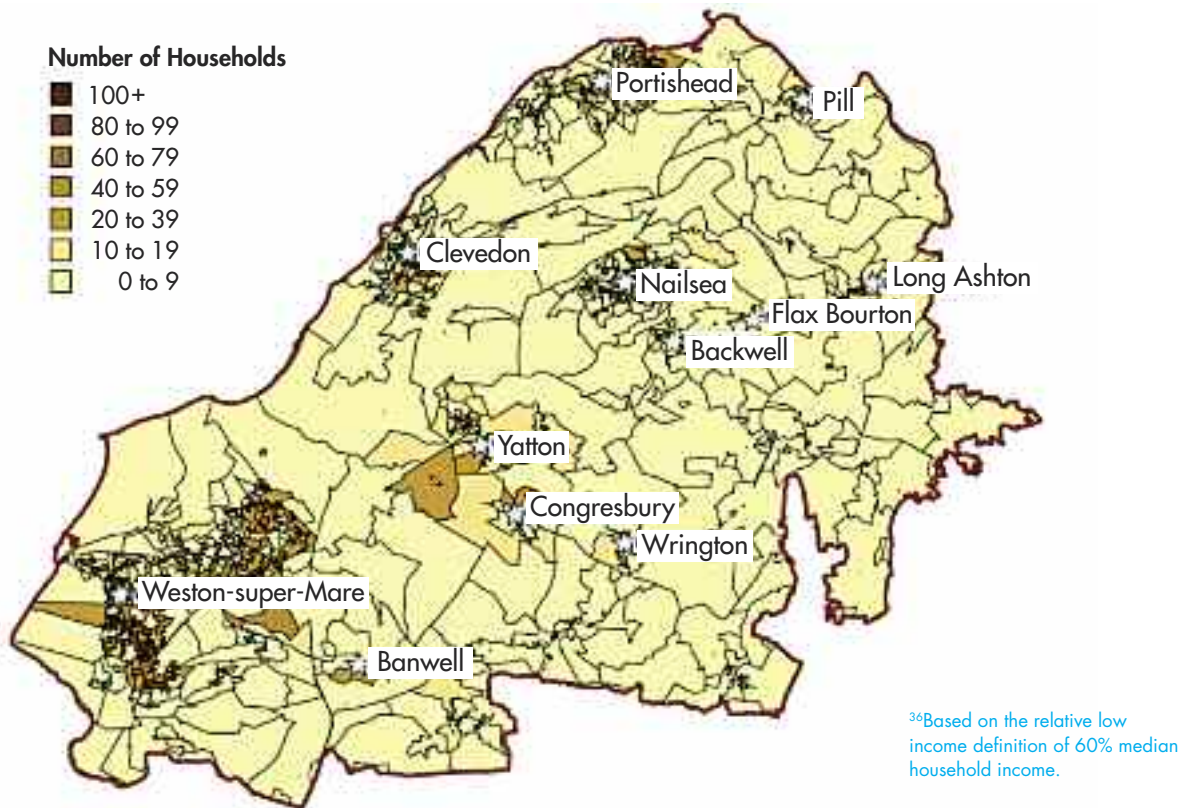 Number of Households
100+
80 to 99
60 to 79
40 to 59
20 to 39
10 to 19
0 to 9
Portishead
Pill
Clevedon
Nailsea
Long Ashton
Flax Bourton
Backwell
Yatton
Congresbury
Wrington
Weston-super-Mare
Banwell
³⁶Based on the relative low
income definition of 60% median
household income.